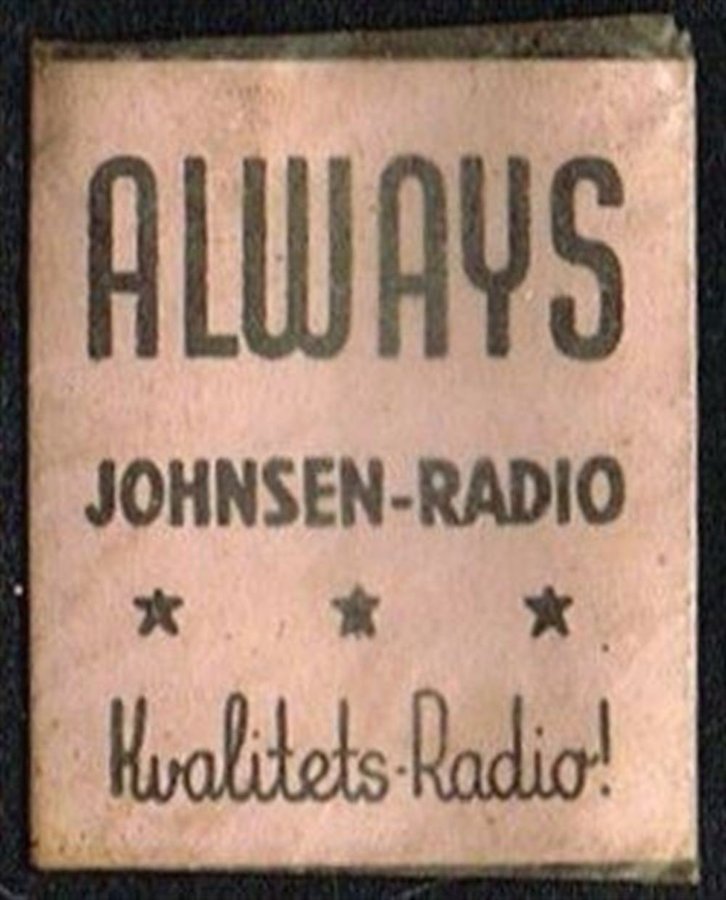 ALWAYS
JOHNSEN-RADIO
★ ★ ★
Kvalitets-Radio!